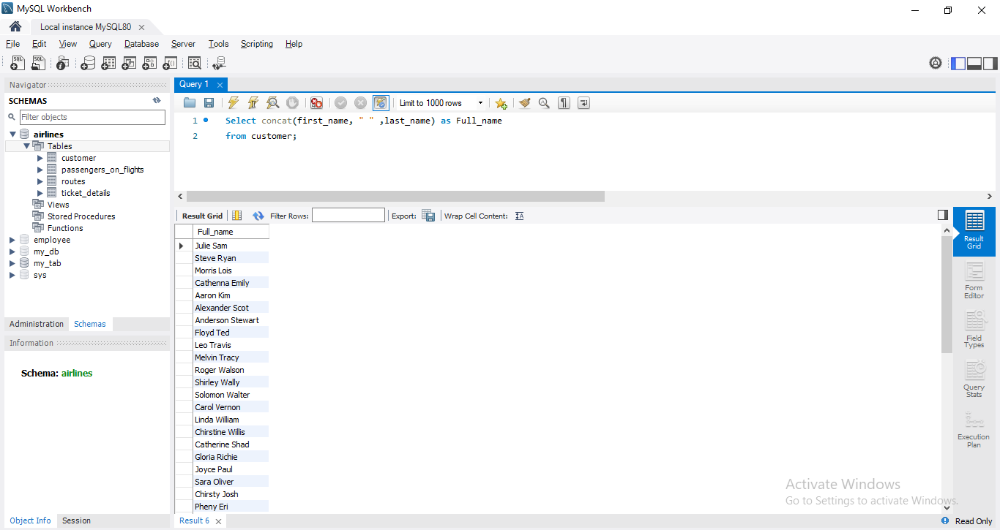 MySQL Workbench
Local instance MySQL80
File Edit View Query Database Server Tools Scripting Help
Navigator
SCHEMAS
Filter objects
airlines
Tables
customer
passengers_on_flights
routes
ticket_details
Views
Stored Procedures
Functions
employee
my_db
my_tab
sys
Administration Schemas
Information
Schema: airlines
Object Info Session
Query 1
Limit to 1000 rows
1 Select concat(first_name, " " ,last_name) as Full_name
2 from customer;
Result Grid Filter Rows: Export: Wrap Cell Content:
Full_name
Julie Sam
Steve Ryan
Morris Lois
Cathenna Emily
Aaron Kim
Alexander Scot
Anderson Stewart
Floyd Ted
Leo Travis
Melvin Tracy
Roger Walson
Shirley Wally
Solomon Walter
Carol Vernon
Linda William
Chirstine Willis
Catherine Shad
Gloria Richie
Joyce Paul
Sara Oliver
Chirsty Josh
Pheny Eri
Result
Grid
Form
Editor
Field
Types
Query
Stats
Execution
Plan
Activate Windows
Go to Settings to activate Windows.
Result 6
Read Only